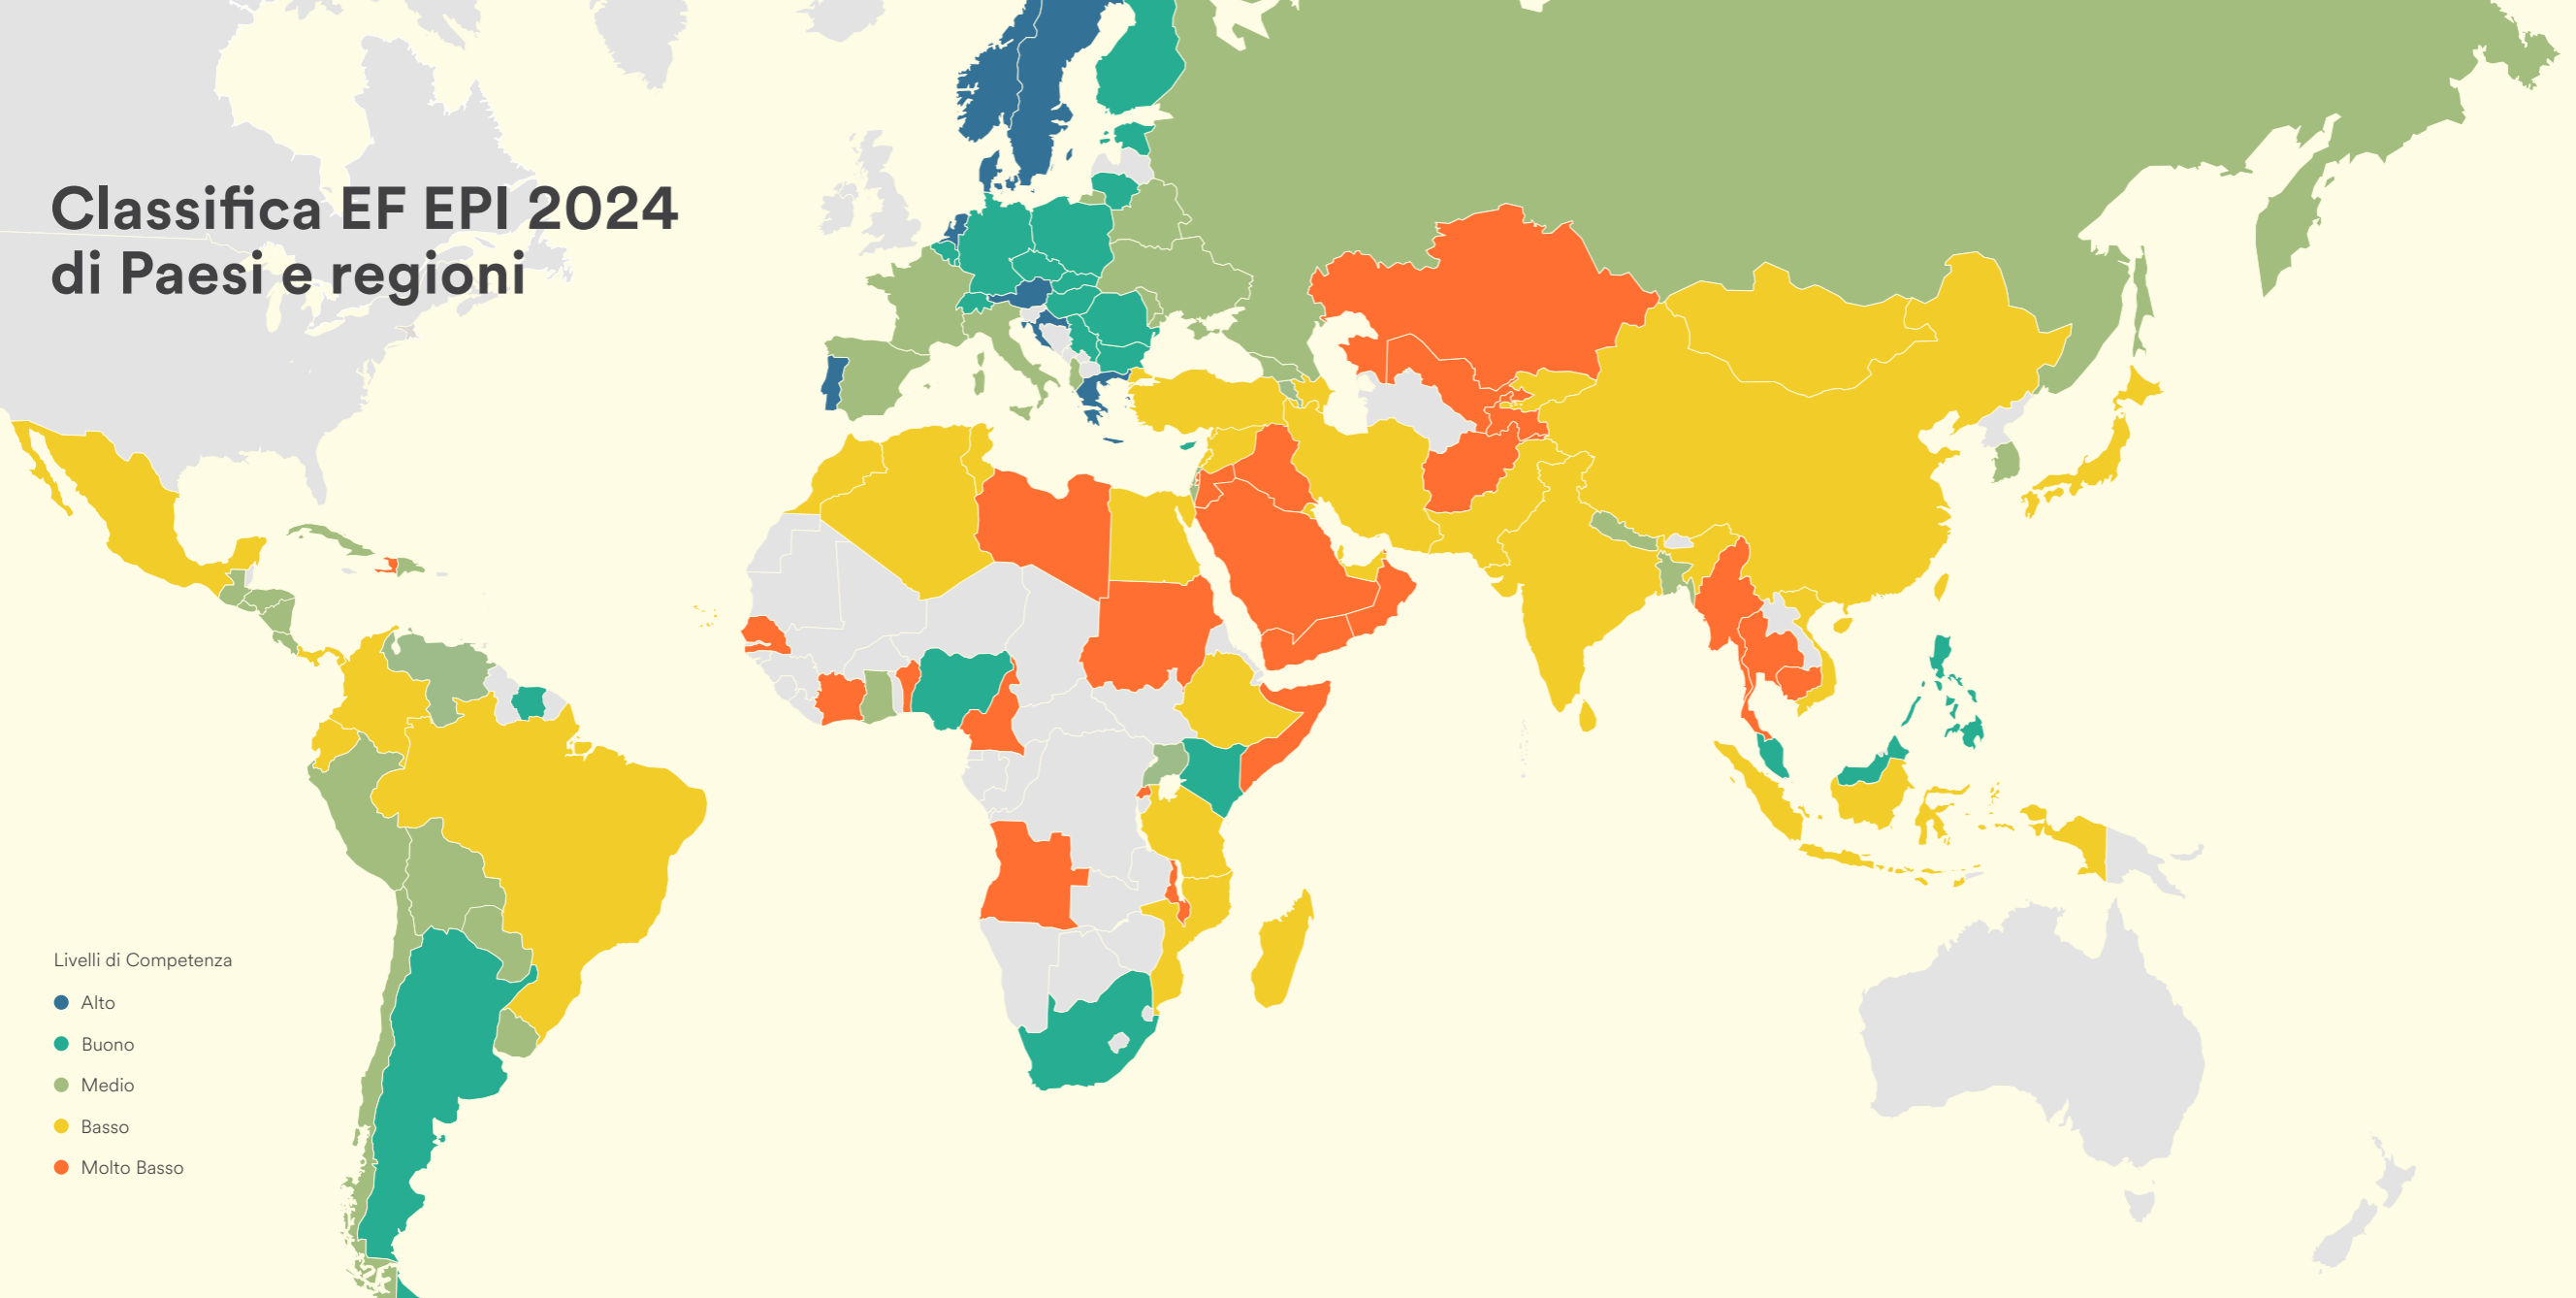 Classifica EF EPI 2024
di Paesi e regioni
Livelli di Competenza
Alto
Buono
Medio
Basso
Molto Basso